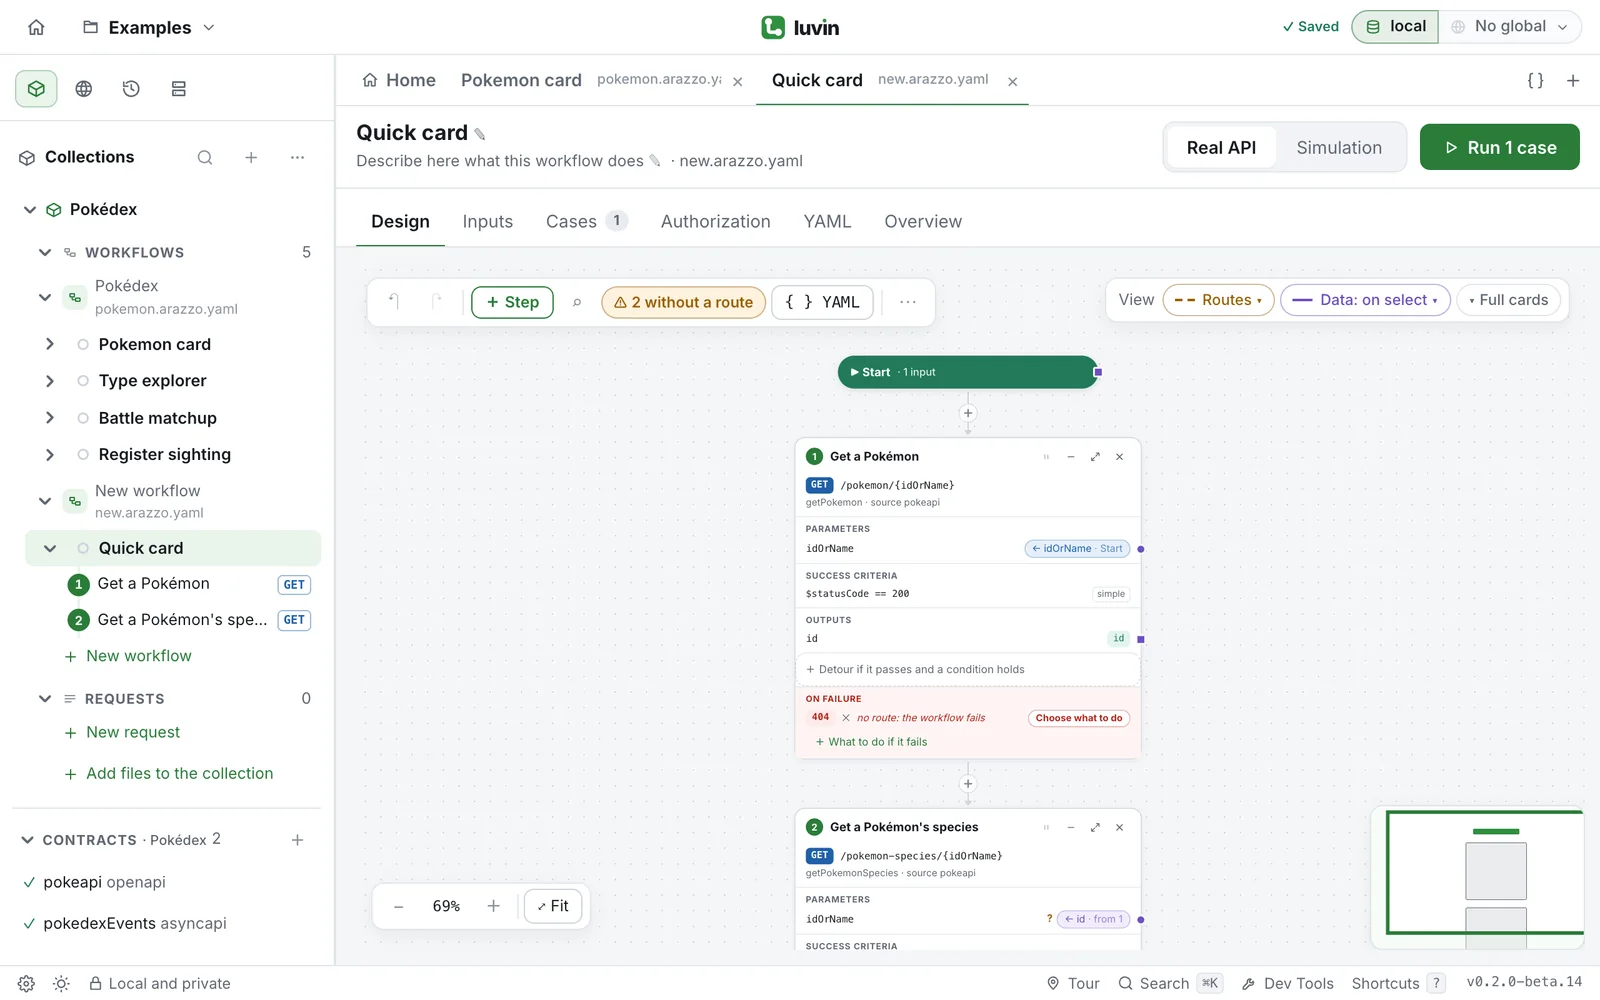 Examples
luvin
Saved
local
No global
Home
Pokemon card pokemon.arazzo.ya
Quick card new.arazzo.yaml
Collections
Pokédex
WORKFLOWS 5
Pokédex
pokemon.arazzo.yaml
Pokemon card
Type explorer
Battle matchup
Register sighting
New workflow
new.arazzo.yaml
Quick card
1 Get a Pokémon GET
2 Get a Pokémon's spe... GET
+ New workflow
REQUESTS 0
+ New request
+ Add files to the collection
CONTRACTS · Pokédex 2
pokeapi openapi
pokedexEvents asyncapi
Quick card
Describe here what this workflow does · new.arazzo.yaml
Real API
Simulation
Run 1 case
Design
Inputs
Cases 1
Authorization
YAML
Overview
+ Step
2 without a route
{ } YAML
View
Routes
Data: on select
Full cards
Start · 1 input
1 Get a Pokémon
GET /pokemon/{idOrName}
getPokemon · source pokeapi
PARAMETERS
idOrName ← idOrName · Start
SUCCESS CRITERIA
$statusCode == 200 simple
OUTPUTS
id id
+ Detour if it passes and a condition holds
ON FAILURE
404 × no route: the workflow fails Choose what to do
+ What to do if it fails
2 Get a Pokémon's species
GET /pokemon-species/{idOrName}
getPokemonSpecies · source pokeapi
PARAMETERS
idOrName ? ← id · from 1
SUCCESS CRITERIA
− 69% +
Fit
Local and private
Tour
Search ⌘K
Dev Tools
Shortcuts ?
v0.2.0-beta.14